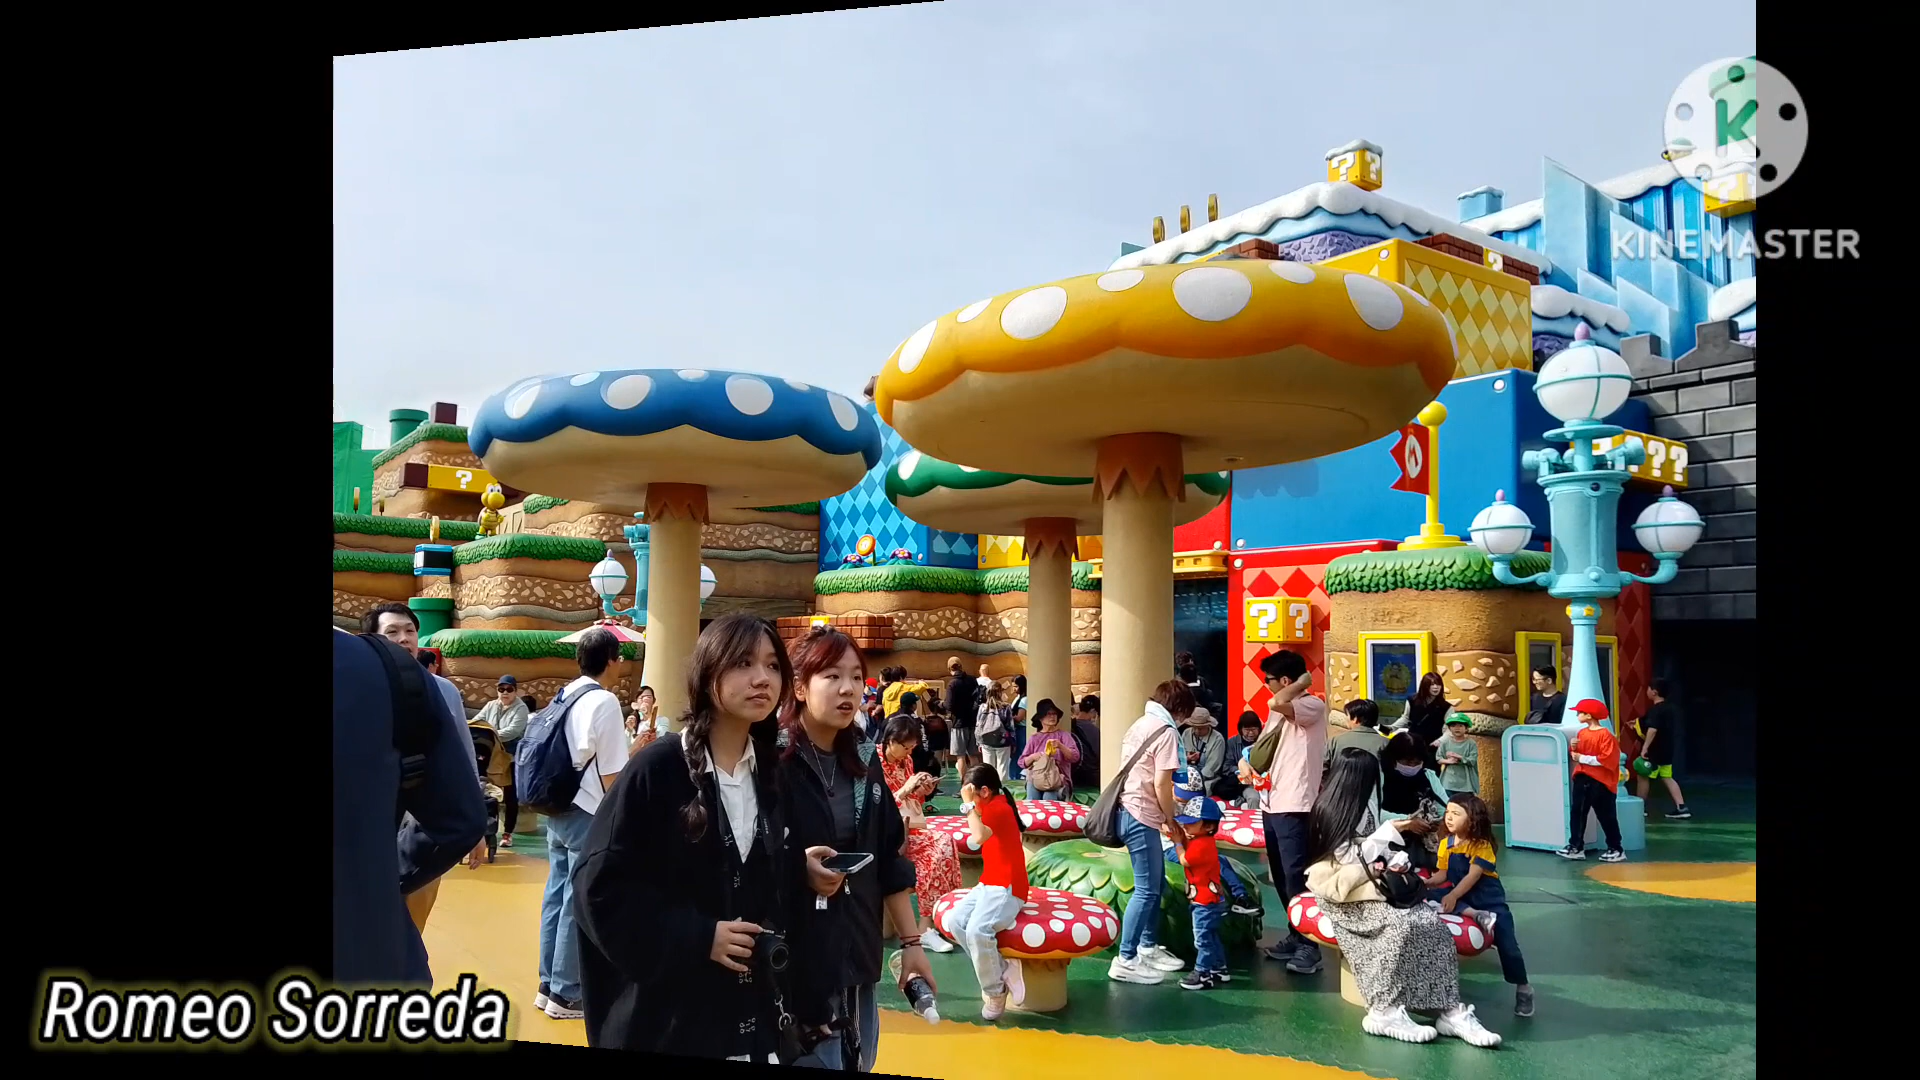 K
KINEMASTER
? ?
?
?
? ? ?
M
? ?
Romeo Sorreda